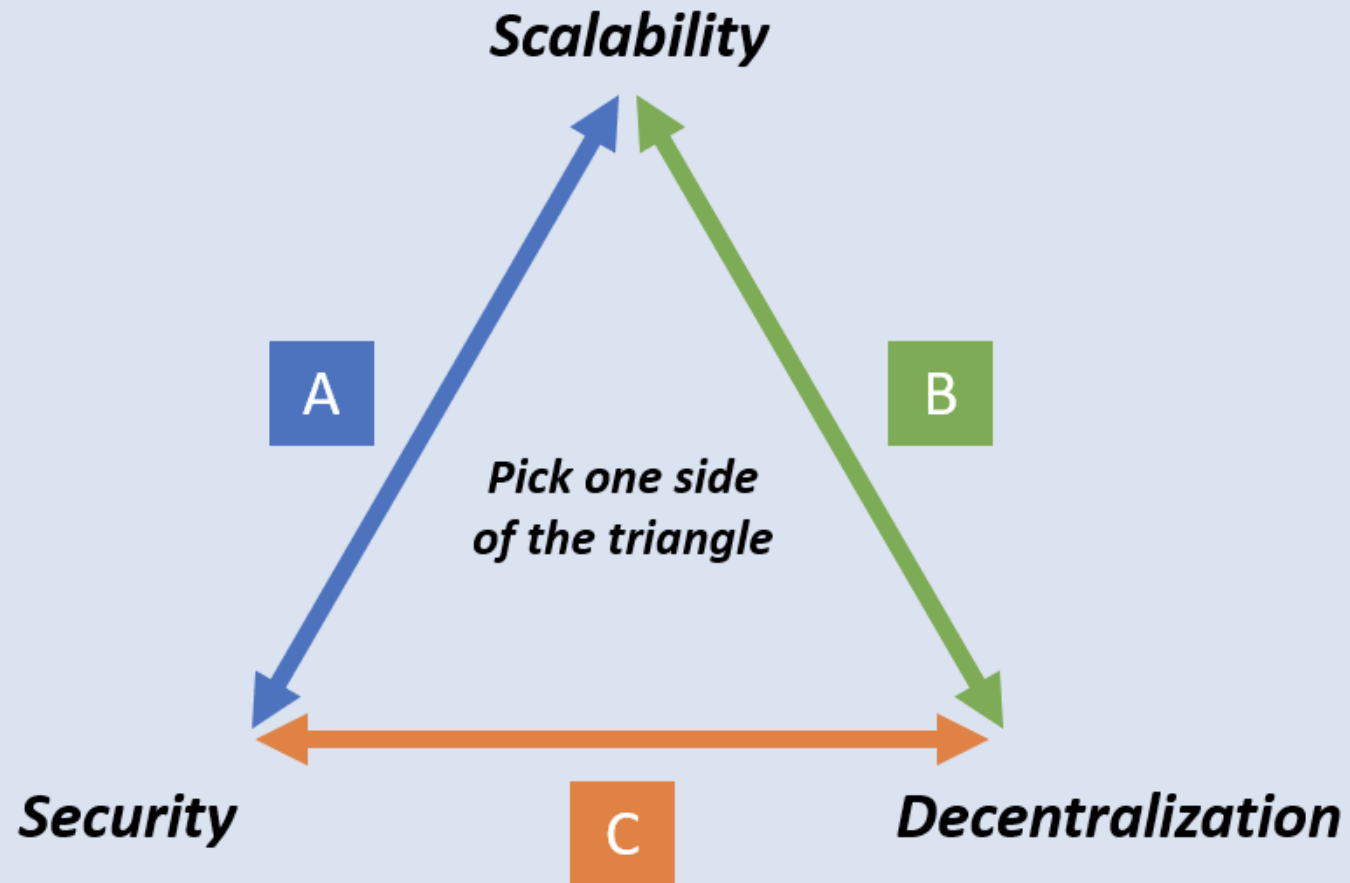 Scalability
A
B
Pick one side
of the triangle
Security
C
Decentralization